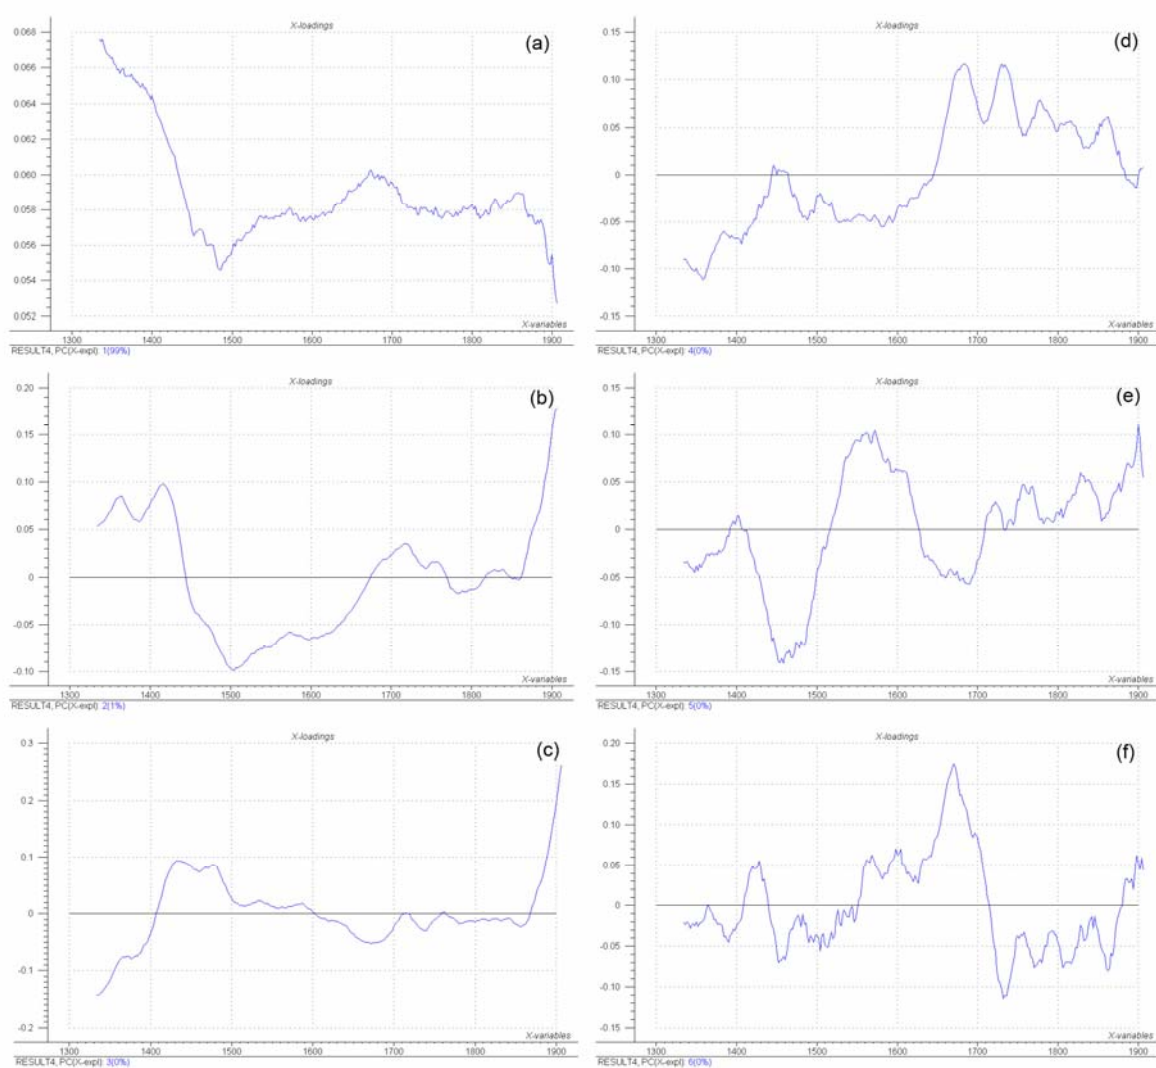 X-loadings
(a)
0.068
0.066
0.064
0.062
0.060
0.058
0.056
0.054
0.052
X-variables
1300 1400 1500 1600 1700 1800 1900
RESULT4, PC(X-expl): 1(99%)
X-loadings
(d)
0.15
0.10
0.05
0
-0.05
-0.10
-0.15
X-variables
1300 1400 1500 1600 1700 1800 1900
RESULT4, PC(X-expl): 4(0%)
X-loadings
(b)
0.20
0.15
0.10
0.05
0
-0.05
-0.10
X-variables
1300 1400 1500 1600 1700 1800 1900
RESULT4, PC(X-expl): 2(1%)
X-loadings
(e)
0.15
0.10
0.05
0
-0.05
-0.10
-0.15
X-variables
1300 1400 1500 1600 1700 1800 1900
RESULT4, PC(X-expl): 5(0%)
X-loadings
(c)
0.3
0.2
0.1
0
-0.1
-0.2
X-variables
1300 1400 1500 1600 1700 1800 1900
RESULT4, PC(X-expl): 3(0%)
X-loadings
(f)
0.20
0.15
0.10
0.05
0
-0.05
-0.10
-0.15
X-variables
1300 1400 1500 1600 1700 1800 1900
RESULT4, PC(X-expl): 6(0%)